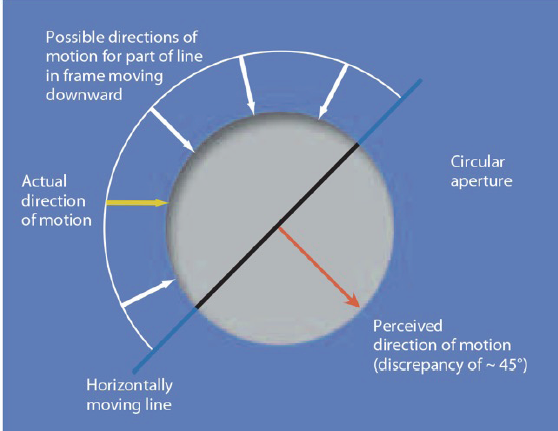 Possible directions of
motion for part of line
in frame moving
downward
Actual
direction
of motion
Circular
aperture
Perceived
direction of motion
(discrepancy of ~ 45°)
Horizontally
moving line